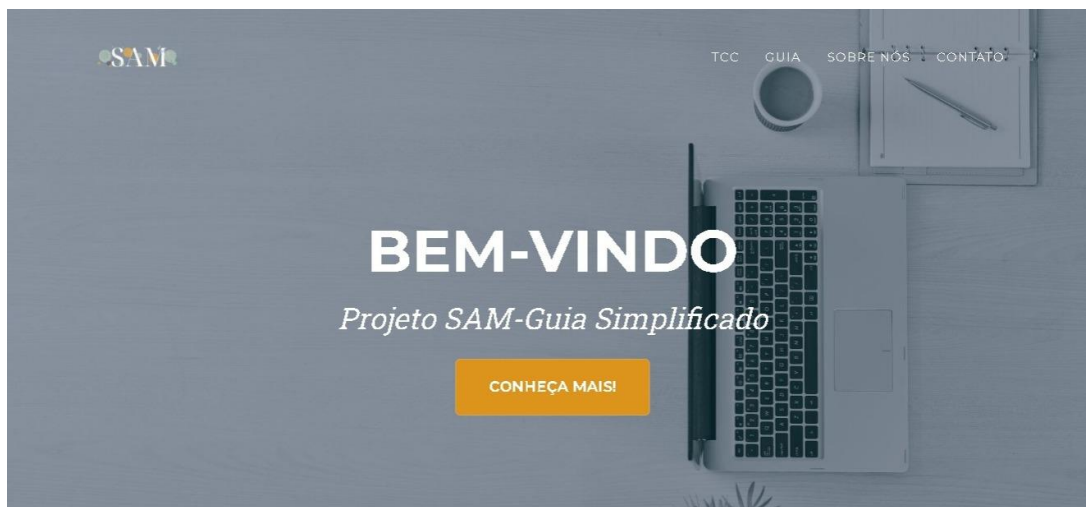 SAM
TCC GUIA SOBRE NÓS CONTATO
BEM-VINDO
Projeto SAM-Guia Simplificado
CONHEÇA MAIS!